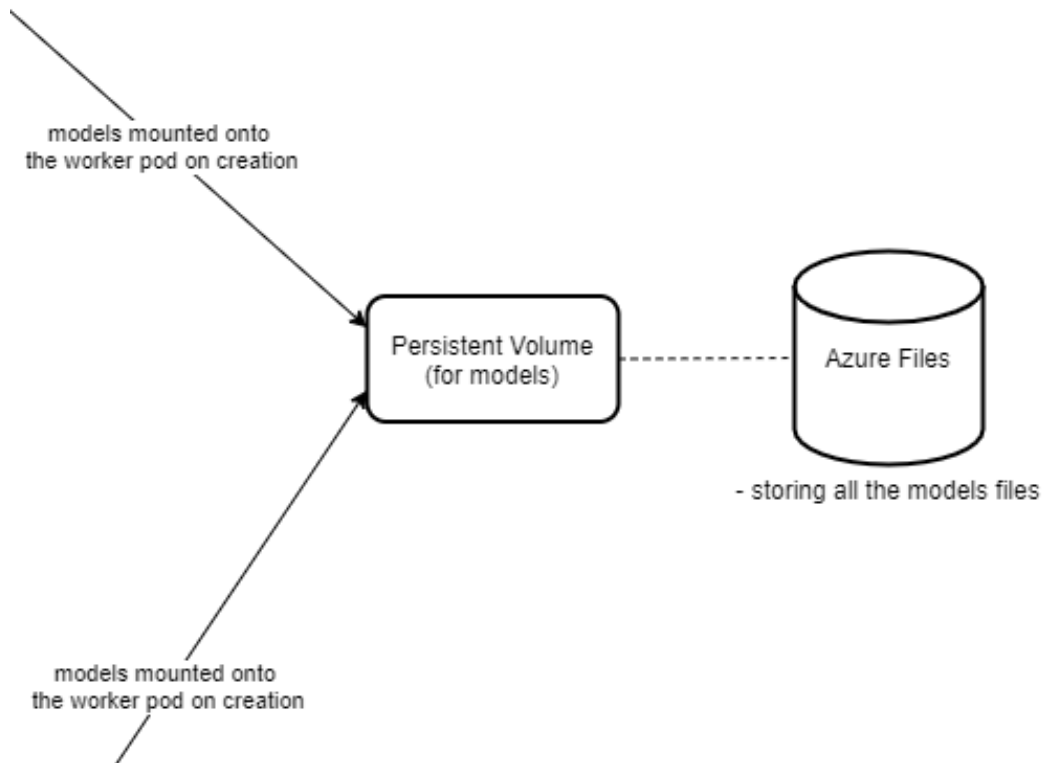 models mounted onto
the worker pod on creation
Persistent Volume
(for models)
Azure Files
- storing all the models files
models mounted onto
the worker pod on creation